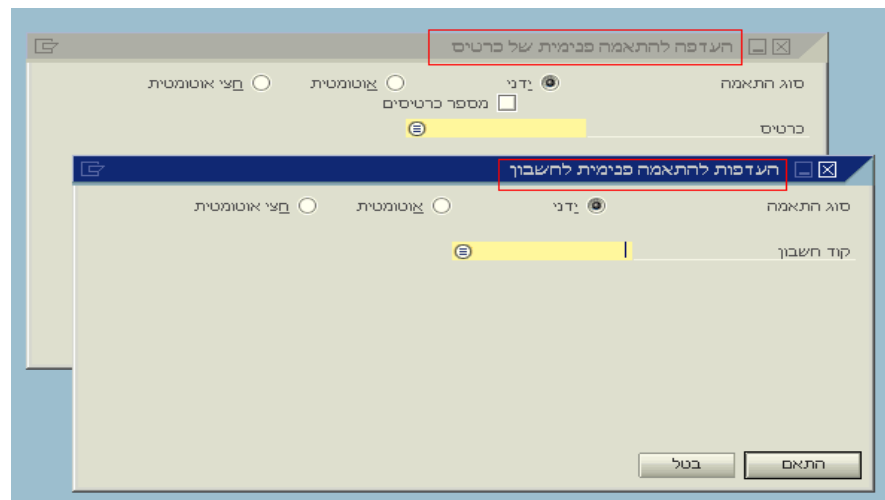 העדפה להתאמה פנימית של כרטיס
סוג התאמה ידני אוטומטית חצי אוטומטית
מספר כרטיסים
כרטיס
העדפות להתאמה פנימית לחשבון
סוג התאמה ידני אוטומטית חצי אוטומטית
קוד חשבון
התאם בטל